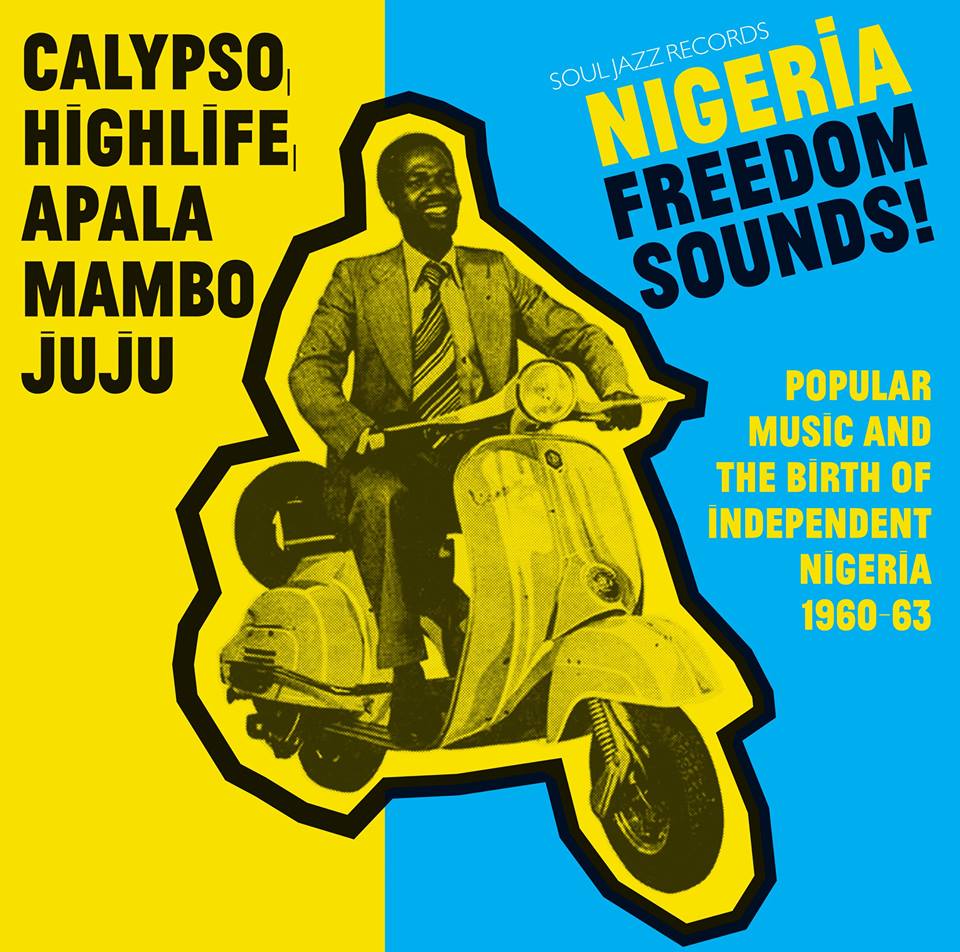 CALYPSO,
HIGHLIFE,
APALA
MAMBO
JUJU
SOUL JAZZ RECORDS
NIGERIA
FREEDOM
SOUNDS!
POPULAR
MUSIC AND
THE BIRTH OF
INDEPENDENT
NIGERIA
1960-63